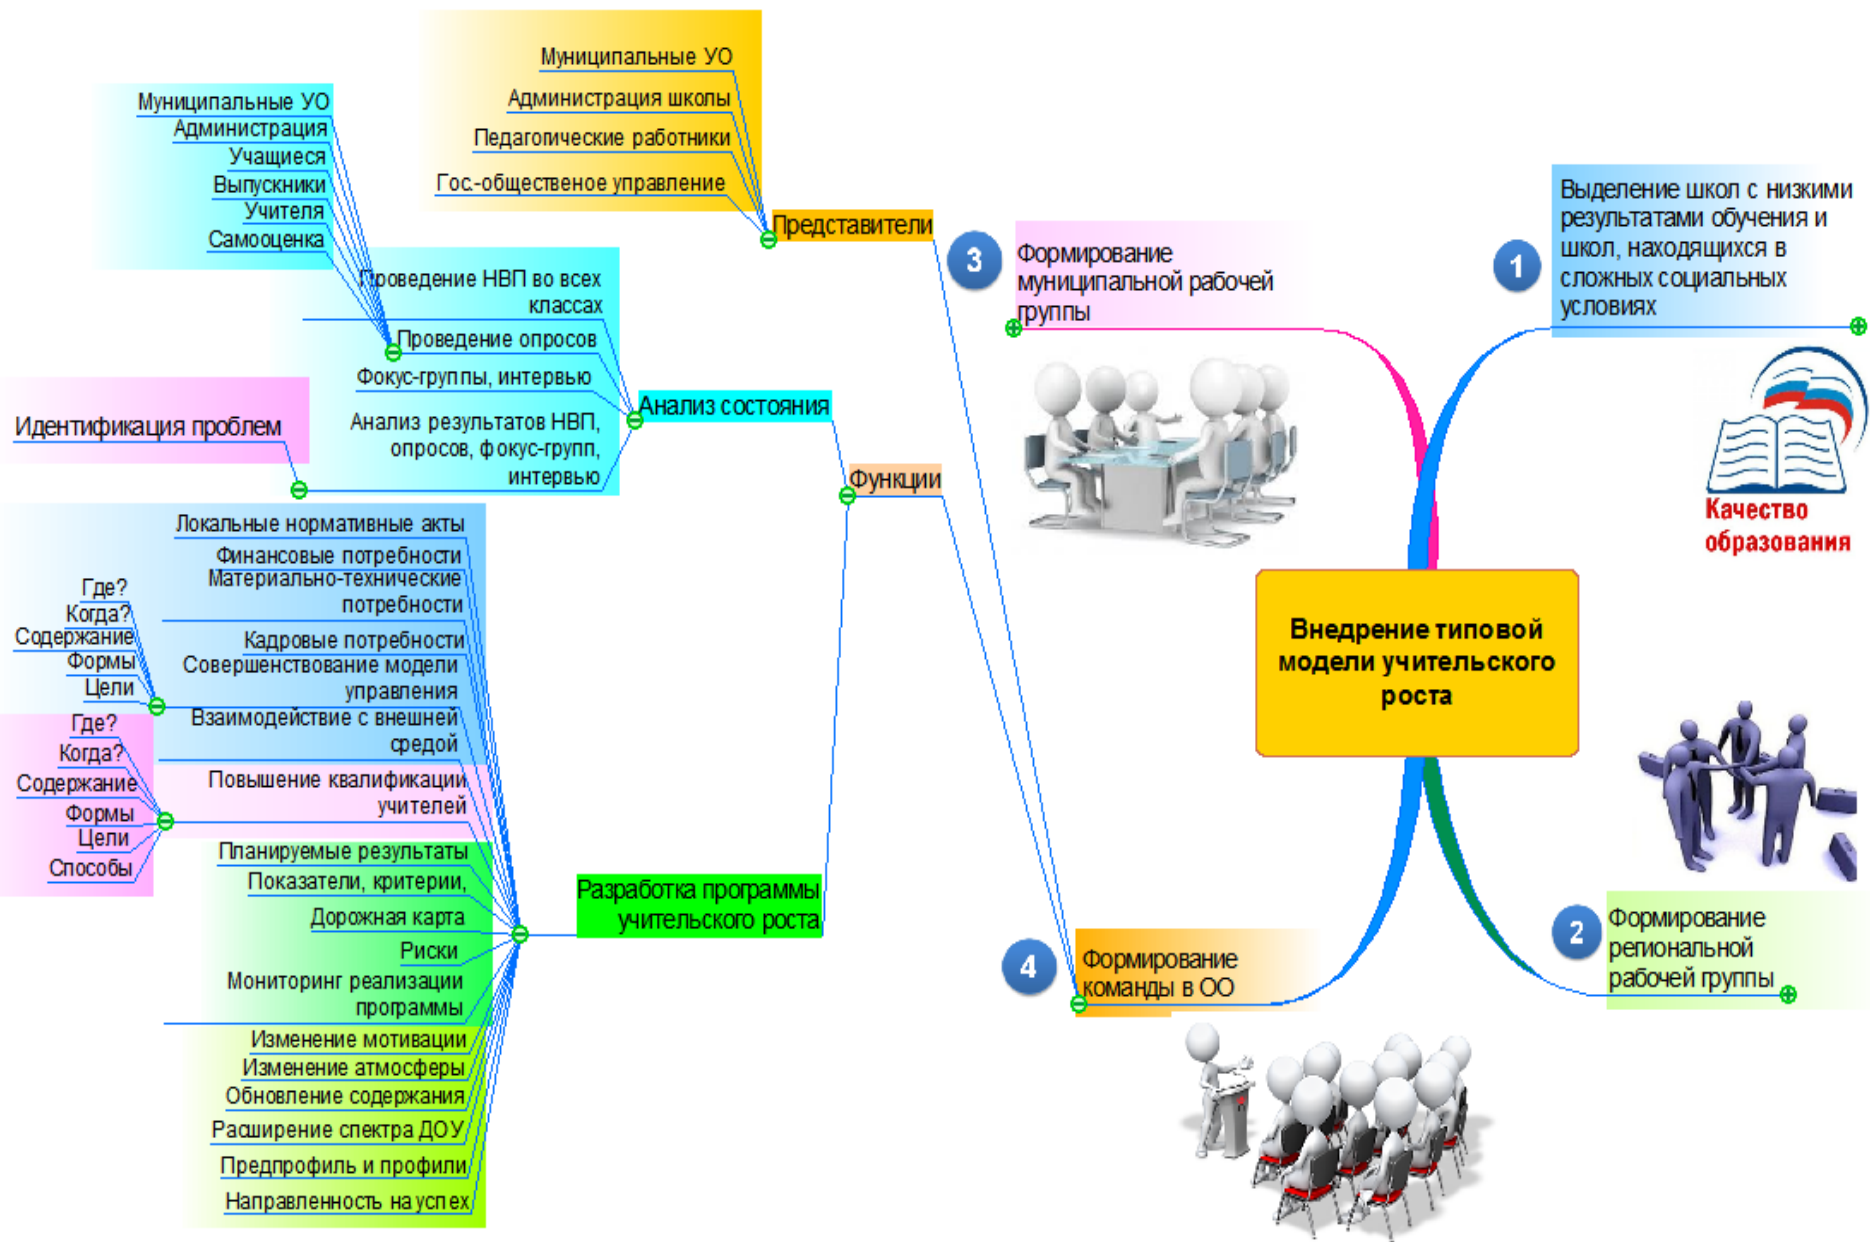 Муниципальные УО
Администрация школы
Педагогические работники
Гос.-общественое управление
Представители
Муниципальные УО
Администрация
Учащиеся
Выпускники
Учителя
Самооценка
Проведение НВП во всех
классах
Проведение опросов
Фокус-группы, интервью
Анализ результатов НВП,
опросов, фокус-групп,
интервью
Идентификация проблем
Анализ состояния
Функции
Локальные нормативные акты
Финансовые потребности
Материально-технические
потребности
Кадровые потребности
Совершенствование модели
управления
Где?
Когда?
Содержание
Формы
Цели
Взаимодействие с внешней
средой
Повышение квалификации
учителей
Где?
Когда?
Содержание
Формы
Цели
Способы
Планируемые результаты
Показатели, критерии,
Дорожная карта
Риски
Мониторинг реализации
программы
Изменение мотивации
Изменение атмосферы
Обновление содержания
Расширение спектра ДОУ
Предпрофиль и профили
Направленность на успех
Разработка программы
учительского роста
3
Формирование
муниципальной рабочей
группы
1
Выделение школ с низкими
результатами обучения и
школ, находящихся в
сложных социальных
условиях
Качество
образования
Внедрение типовой
модели учительского
роста
2
Формирование
региональной
рабочей группы
4
Формирование
команды в ОО